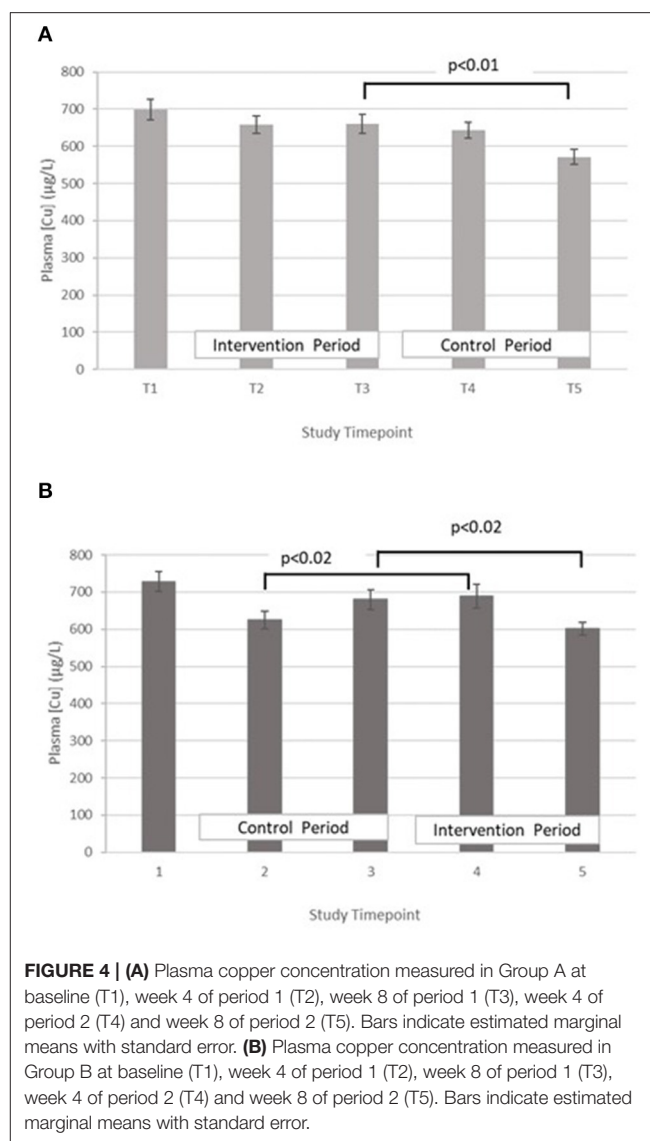 A
p<0.01
800
700
600
500
400
300
200
100
0
Plasma [Cu] (µg/L)
Intervention Period
Control Period
T1 T2 T3 T4 T5
Study Timepoint
B
p<0.02
p<0.02
800
700
600
500
400
300
200
100
0
Plasma [Cu] (µg/L)
Control Period
Intervention Period
1 2 3 4 5
Study Timepoint
FIGURE 4 | (A) Plasma copper concentration measured in Group A at
baseline (T1), week 4 of period 1 (T2), week 8 of period 1 (T3), week 4 of
period 2 (T4) and week 8 of period 2 (T5). Bars indicate estimated marginal
means with standard error. (B) Plasma copper concentration measured in
Group B at baseline (T1), week 4 of period 1 (T2), week 8 of period 1 (T3),
week 4 of period 2 (T4) and week 8 of period 2 (T5). Bars indicate estimated
marginal means with standard error.